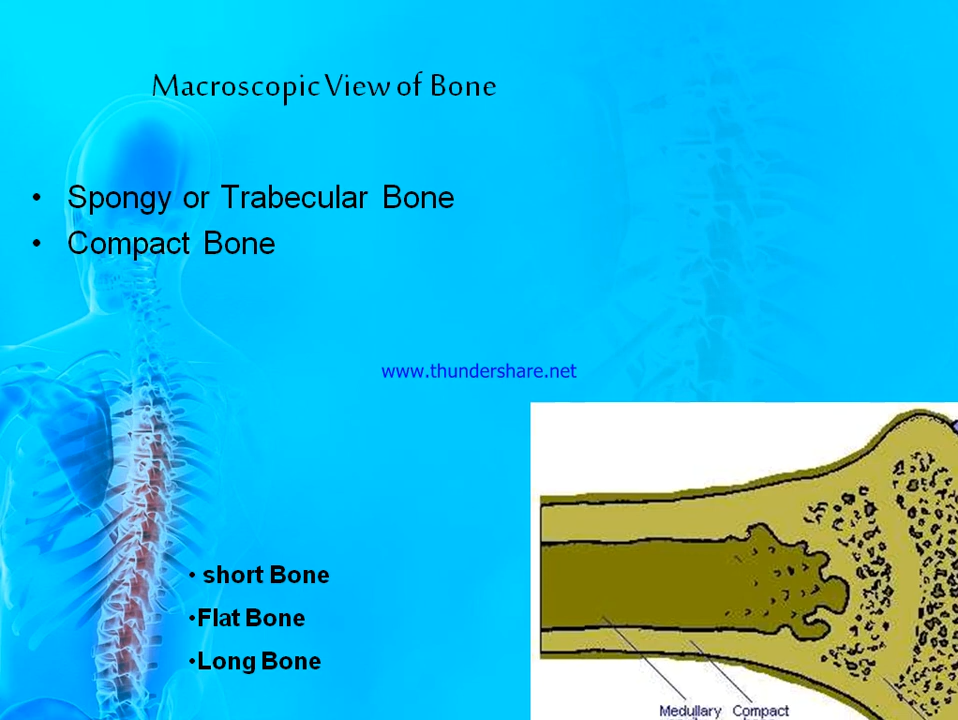 Macroscopic View of Bone
• Spongy or Trabecular Bone
• Compact Bone
www.thundershare.net
• short Bone
•Flat Bone
•Long Bone
Medullary Compact